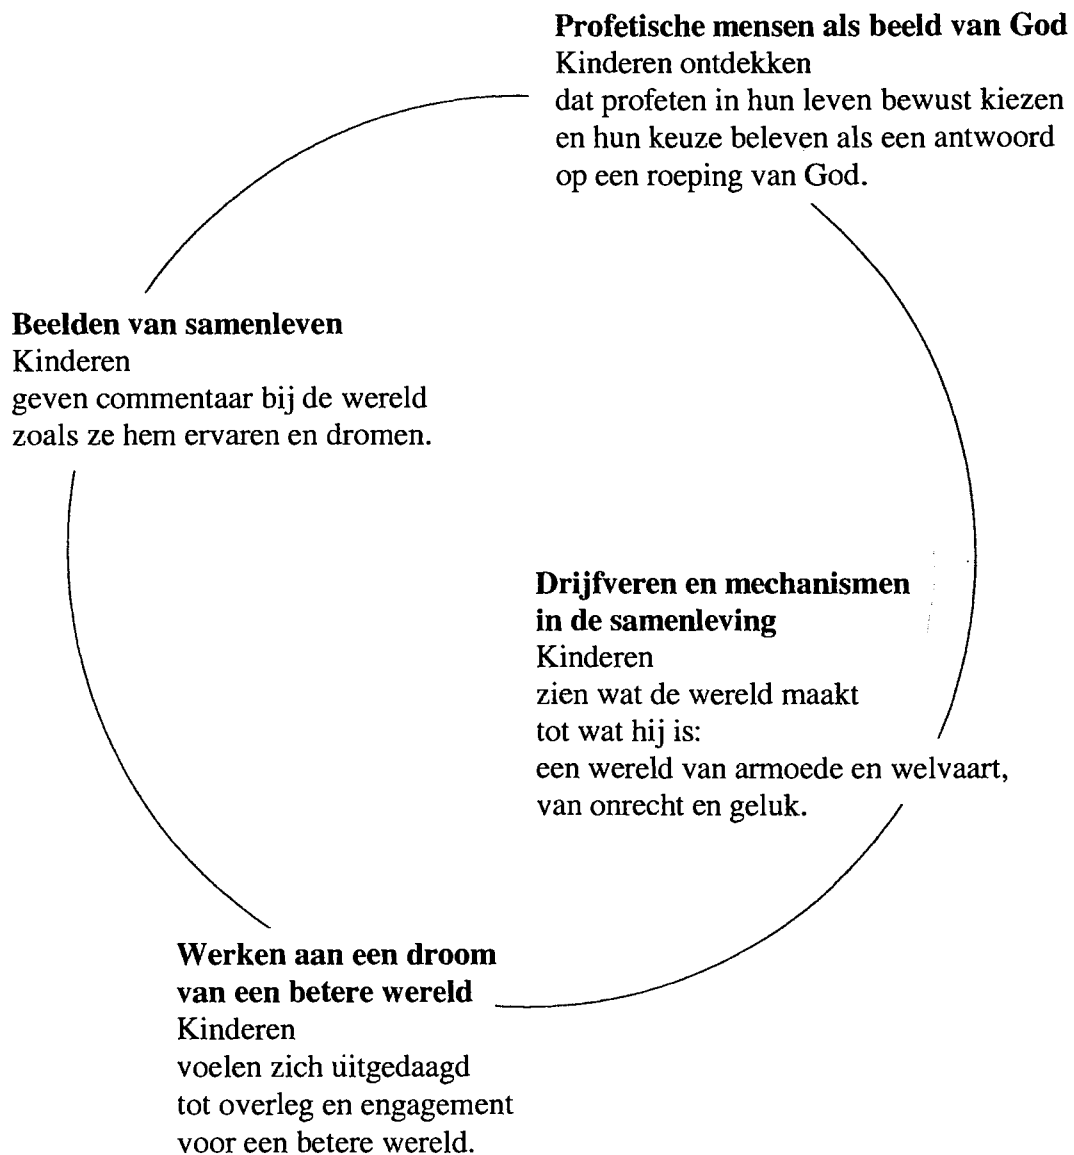 Profetische mensen als beeld van God
Kinderen ontdekken
dat profeten in hun leven bewust kiezen
en hun keuze beleven als een antwoord
op een roeping van God.
Beelden van samenleven
Kinderen
geven commentaar bij de wereld
zoals ze hem ervaren en dromen.
Drijfveren en mechanismen
in de samenleving
Kinderen
zien wat de wereld maakt
tot wat hij is:
een wereld van armoede en welvaart,
van onrecht en geluk.
Werken aan een droom
van een betere wereld
Kinderen
voelen zich uitgedaagd
tot overleg en engagement
voor een betere wereld.